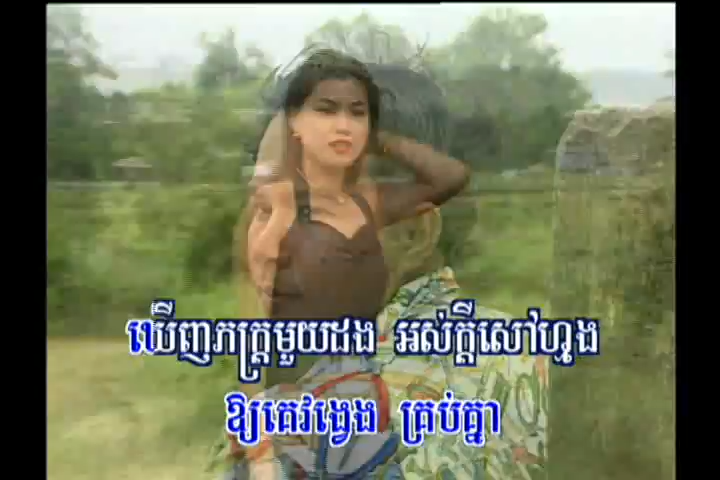 ឃើញភក្ត្រមួយដង អស់ក្ដីសៅហ្មង
ឱ្យគេវង្វេង គ្រប់គ្នា